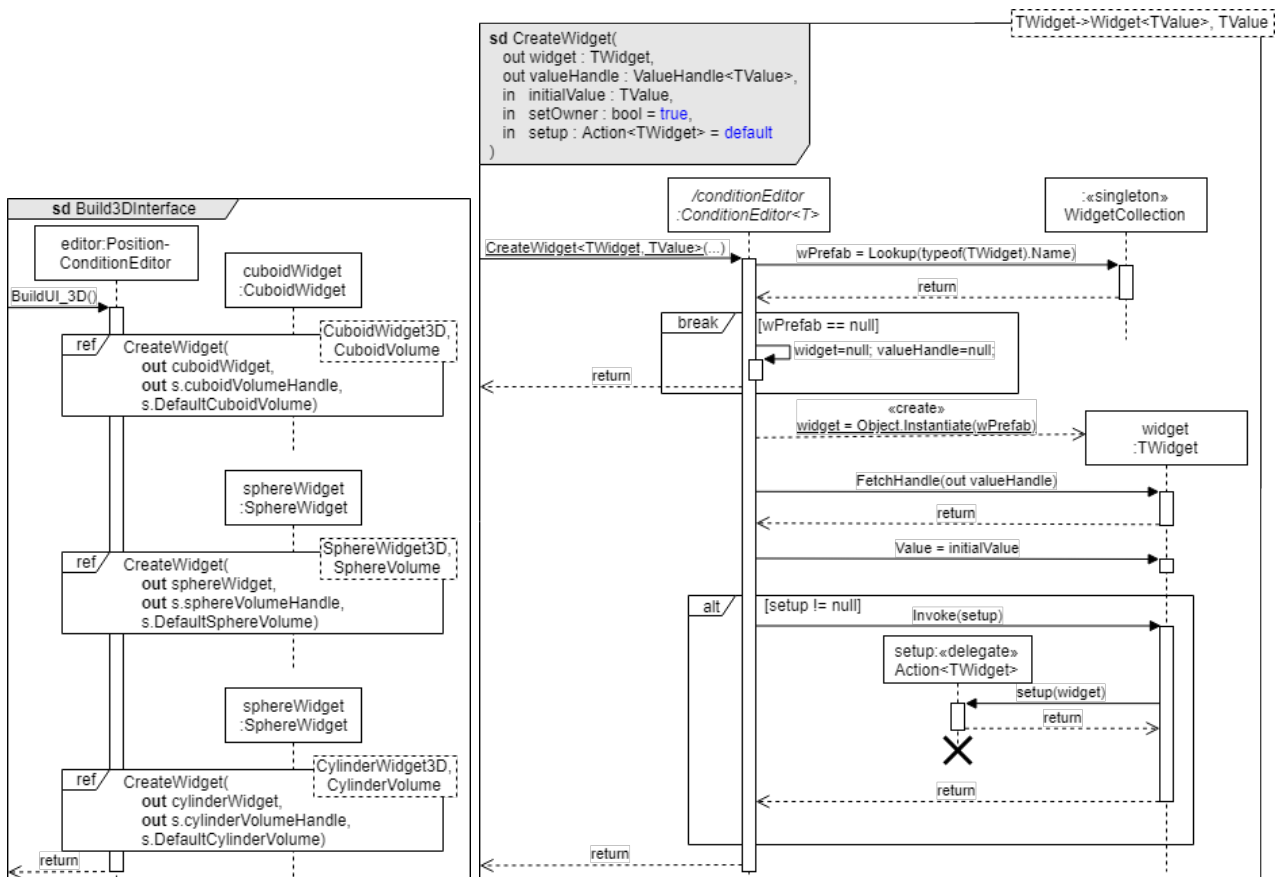 sd Build3DInterface
editor:Position-
ConditionEditor
cuboidWidget
:CuboidWidget
BuildUI_3D()
ref
CuboidWidget3D,
CuboidVolume
CreateWidget(
out cuboidWidget,
out s.cuboidVolumeHandle,
s.DefaultCuboidVolume)
sphereWidget
:SphereWidget
ref
SphereWidget3D,
SphereVolume
CreateWidget(
out sphereWidget,
out s.sphereVolumeHandle,
s.DefaultSphereVolume)
sphereWidget
:SphereWidget
ref
CylinderWidget3D,
CylinderVolume
CreateWidget(
out cylinderWidget,
out s.cylinderVolumeHandle,
s.DefaultCylinderVolume)
return
TWidget->Widget<TValue>, TValue
sd CreateWidget(
out widget : TWidget,
out valueHandle : ValueHandle<TValue>,
in initialValue : TValue,
in setOwner : bool = true,
in setup : Action<TWidget> = default
)
/conditionEditor
:ConditionEditor<T>
:«singleton»
WidgetCollection
CreateWidget<TWidget, TValue>(...)
wPrefab = Lookup(typeof(TWidget).Name)
return
break
[wPrefab == null]
widget=null; valueHandle=null;
return
«create»
widget = Object.Instantiate(wPrefab)
widget
:TWidget
FetchHandle(out valueHandle)
return
Value = initialValue
alt
[setup != null]
Invoke(setup)
setup:«delegate»
Action<TWidget>
setup(widget)
return
return
return